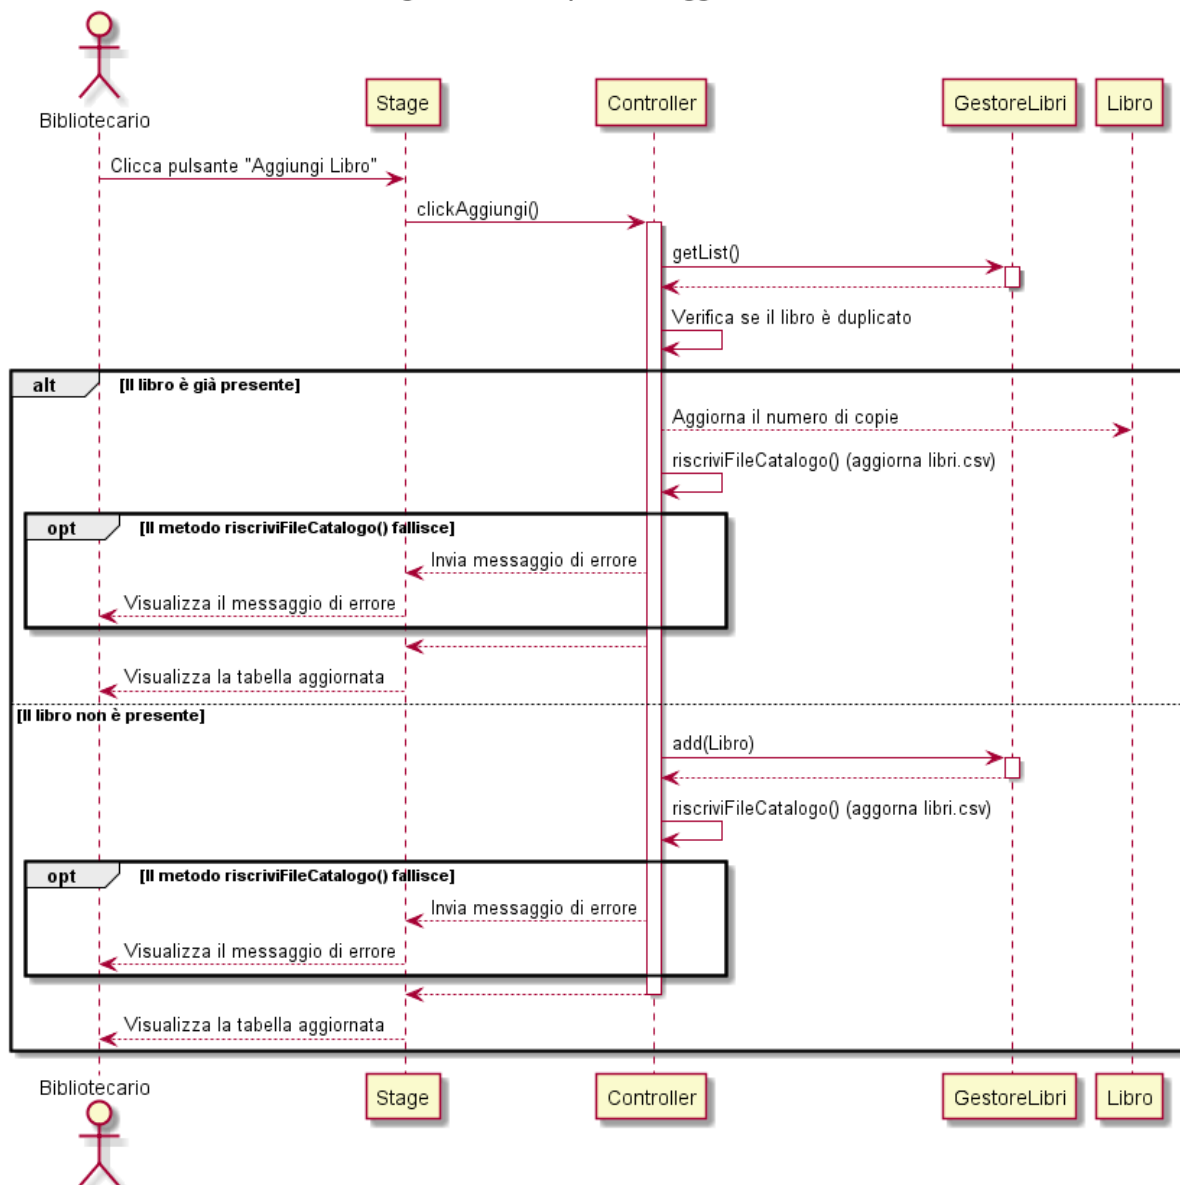 Bibliotecario
Stage
Controller
GestoreLibri
Libro
Clicca pulsante "Aggiungi Libro"
clickAggiungi()
getList()
Verifica se il libro è duplicato
alt
[Il libro è già presente]
Aggiorna il numero di copie
riscriviFileCatalogo() (aggiorna libri.csv)
opt
[Il metodo riscriviFileCatalogo() fallisce]
Invia messaggio di errore
Visualizza il messaggio di errore
Visualizza la tabella aggiornata
[Il libro non è presente]
add(Libro)
riscriviFileCatalogo() (aggorna libri.csv)
opt
[Il metodo riscriviFileCatalogo() fallisce]
Invia messaggio di errore
Visualizza il messaggio di errore
Visualizza la tabella aggiornata
Bibliotecario
Stage
Controller
GestoreLibri
Libro